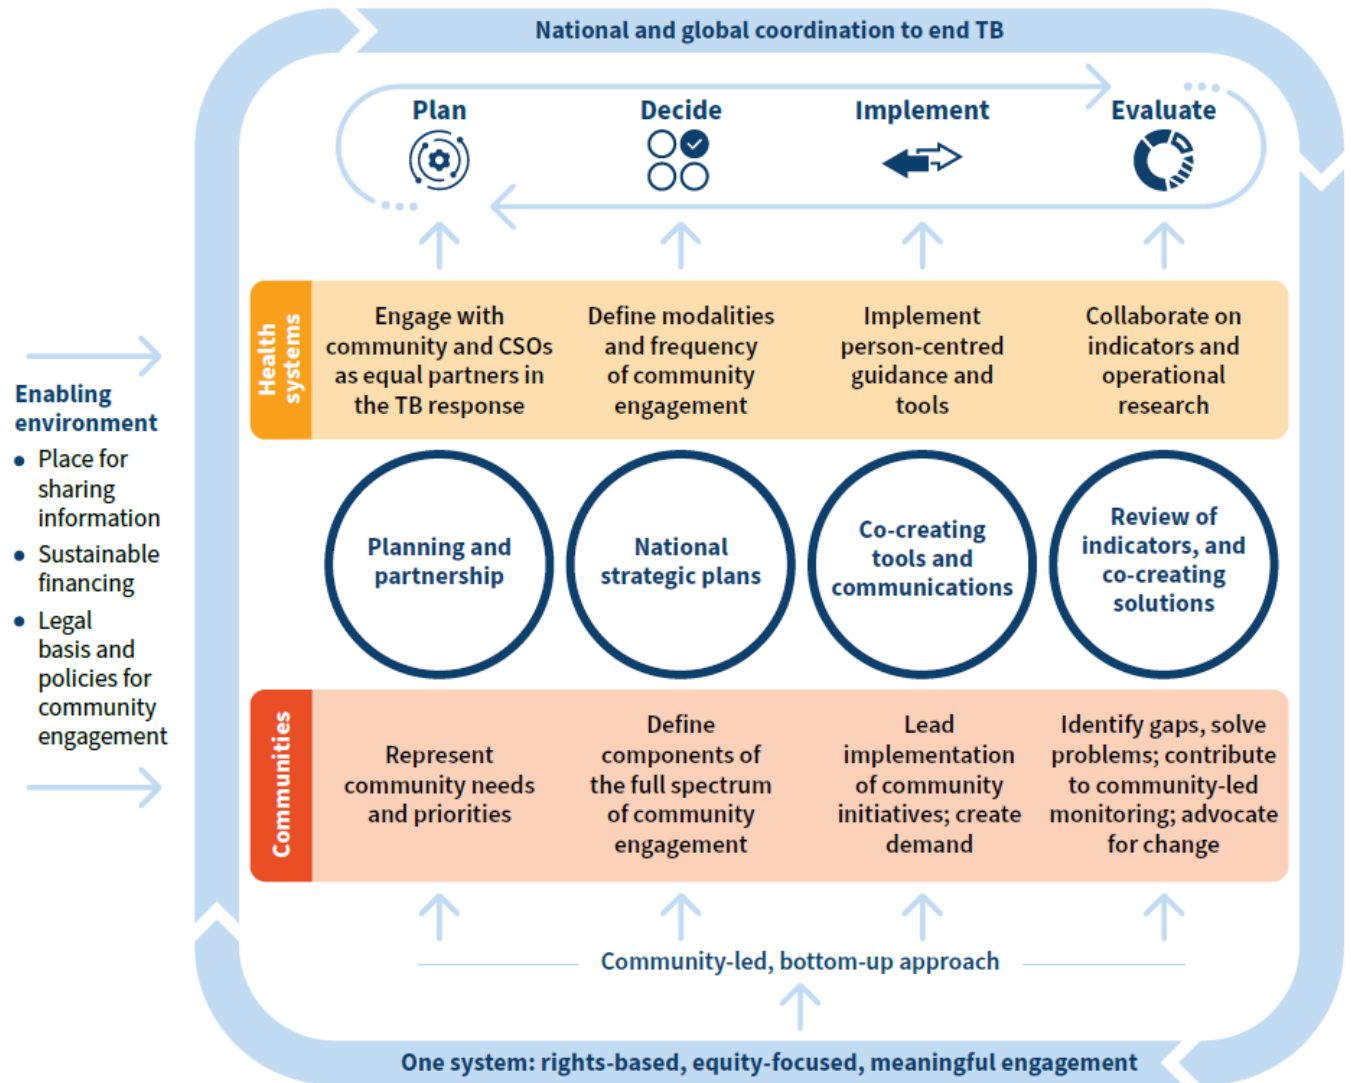 National and global coordination to end TB
Plan
Decide
Implement
Evaluate
Health
systems
Engage with
community and CSOs
as equal partners in
the TB response
Define modalities
and frequency
of community
engagement
Implement
person-centred
guidance and
tools
Collaborate on
indicators and
operational
research
Enabling
environment
• Place for
sharing
information
• Sustainable
financing
• Legal
basis and
policies for
community
engagement
Planning and
partnership
National
strategic plans
Co-creating
tools and
communications
Review of
indicators, and
co-creating
solutions
Communities
Represent
community needs
and priorities
Define
components of
the full spectrum
of community
engagement
Lead
implementation
of community
initiatives; create
demand
Identify gaps, solve
problems; contribute
to community-led
monitoring; advocate
for change
Community-led, bottom-up approach
One system: rights-based, equity-focused, meaningful engagement